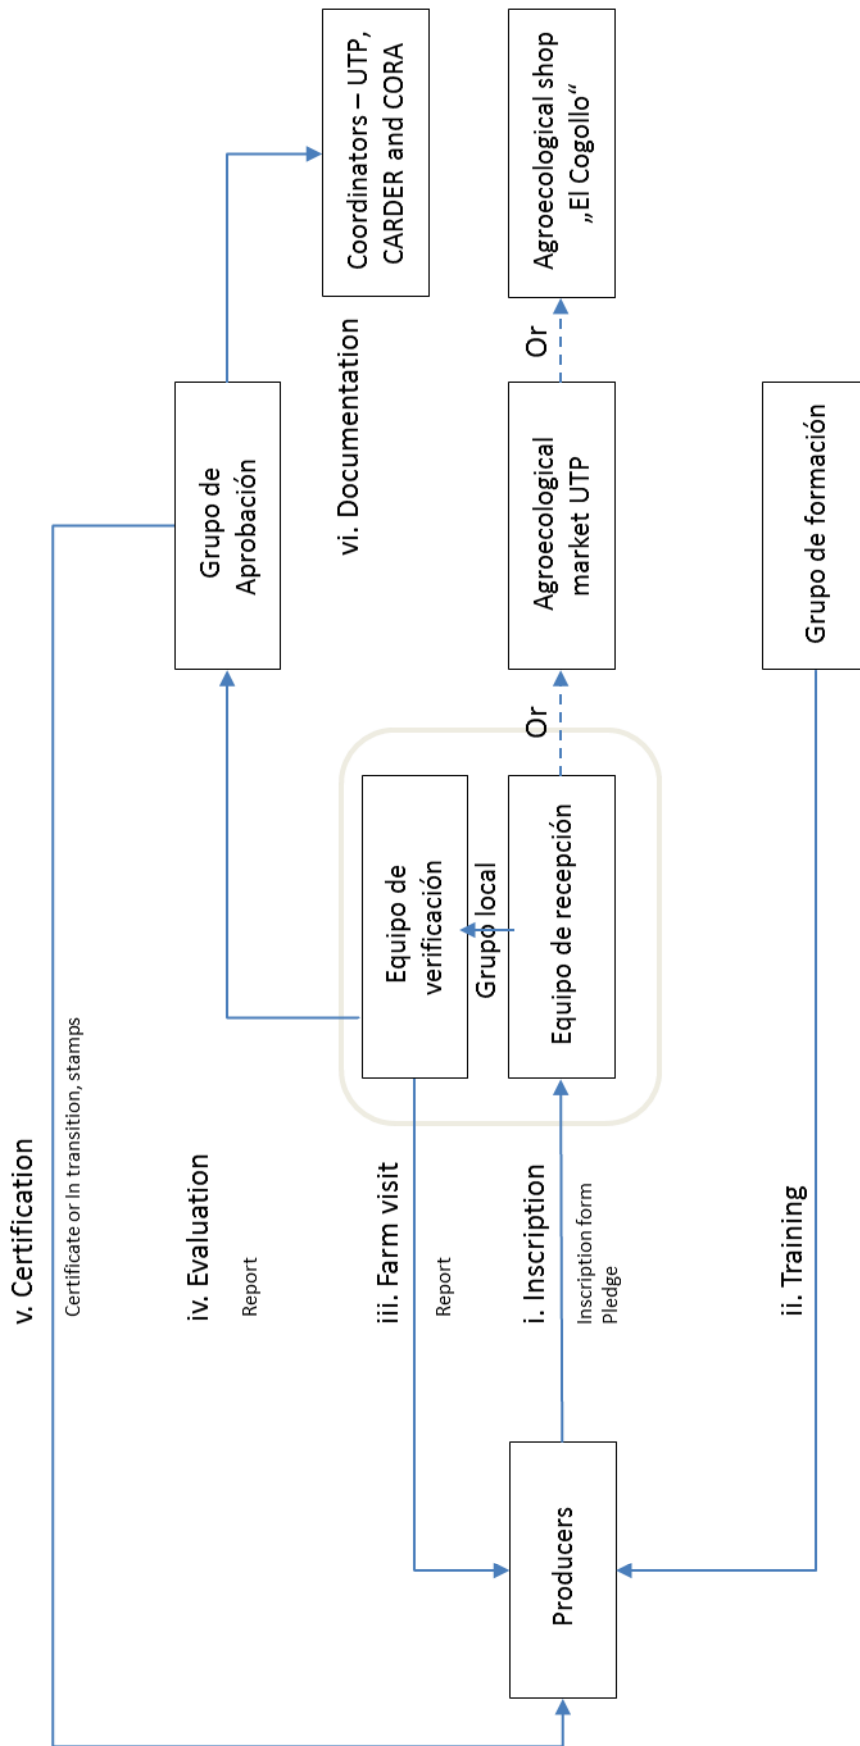 v. Certification
Certificate or In transition, stamps
Grupo de
Aprobación
iv. Evaluation
Report
Coordinators – UTP,
CARDER and CORA
vi. Documentation
Equipo de
verificación
iii. Farm visit
Report
Grupo local
Producers
i. Inscription
Inscription form
Pledge
Equipo de recepción
Or
Agroecological
market UTP
Or
Agroecological shop
„El Cogollo“
ii. Training
Grupo de formación